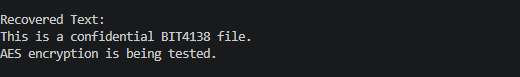 Recovered Text:
This is a confidential BIT4138 file.
AES encryption is being tested.